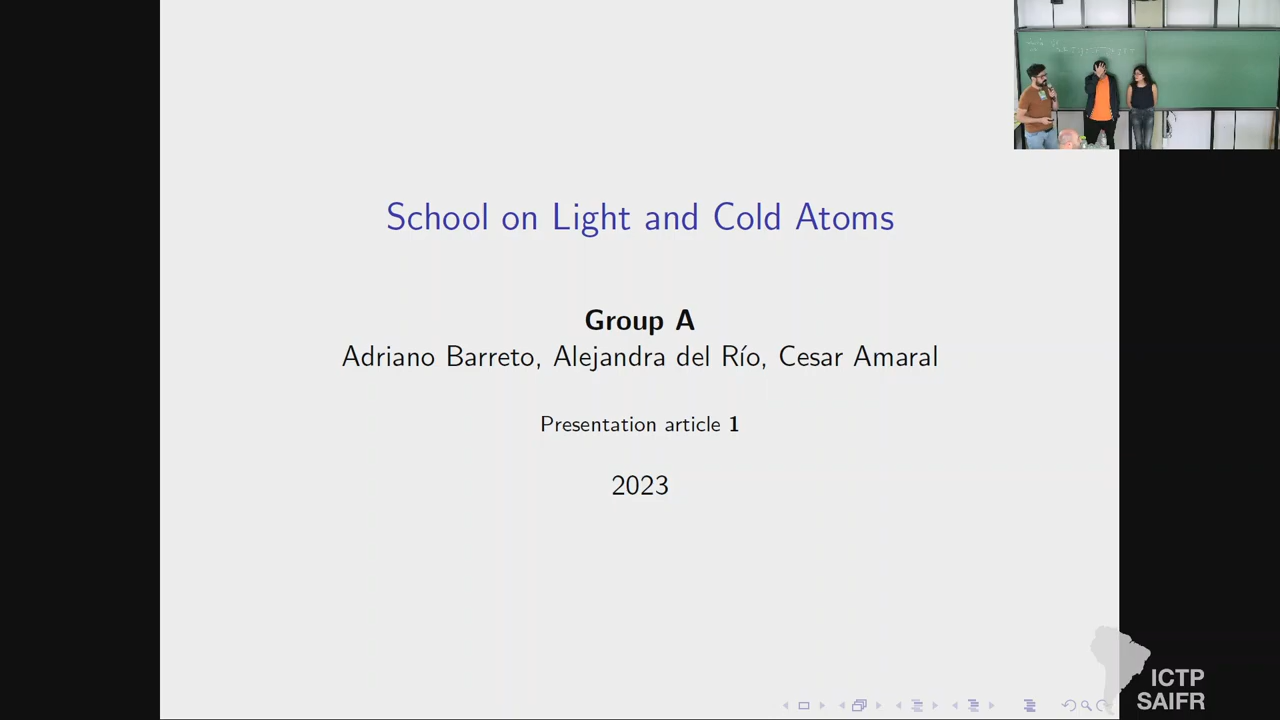 School on Light and Cold Atoms
Group A
Adriano Barreto, Alejandra del Río, Cesar Amaral
Presentation article 1
2023
ICTP
SAIFR